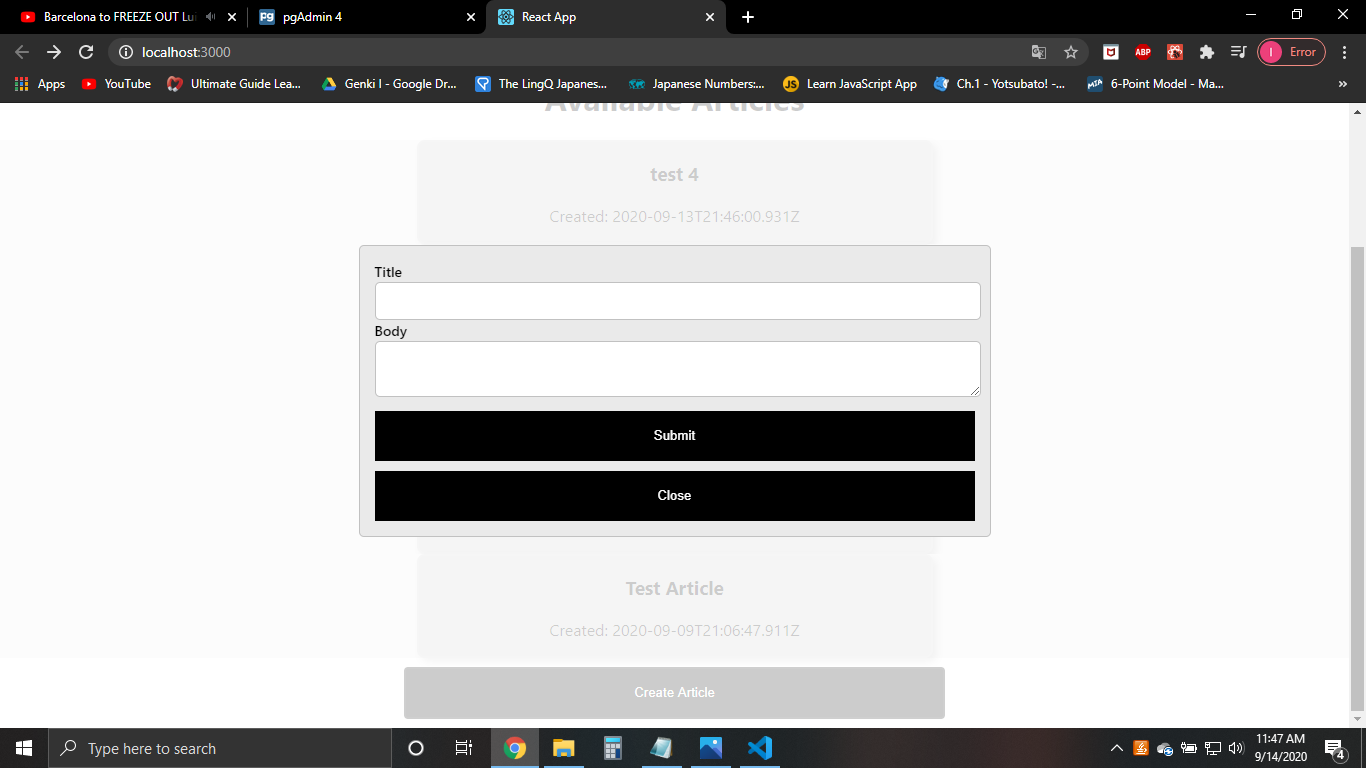 Barcelona to FREEZE OUT Lui
pgAdmin 4
React App
localhost:3000
Error
Apps
YouTube
Ultimate Guide Lea...
Genki I - Google Dr...
The LingQ Japanes...
Japanese Numbers:...
Learn JavaScript App
Ch.1 - Yotsubato! -...
6-Point Model - Ma...
Available Articles
test 4
Created: 2020-09-13T21:46:00.931Z
Title
Body
Submit
Close
Test Article
Created: 2020-09-09T21:06:47.911Z
Create Article
Type here to search
11:47 AM
9/14/2020
4